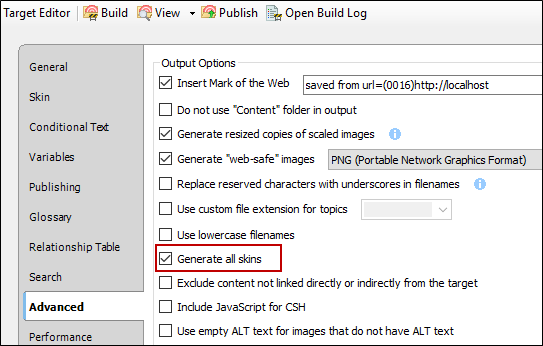 Target Editor Build View Publish Open Build Log
General
Skin
Conditional Text
Variables
Publishing
Glossary
Relationship Table
Search
Advanced
Performance
Output Options
Insert Mark of the Web saved from url=(0016)http://localhost
Do not use "Content" folder in output
Generate resized copies of scaled images
Generate "web-safe" images PNG (Portable Network Graphics Format)
Replace reserved characters with underscores in filenames
Use custom file extension for topics
Use lowercase filenames
Generate all skins
Exclude content not linked directly or indirectly from the target
Include JavaScript for CSH
Use empty ALT text for images that do not have ALT text